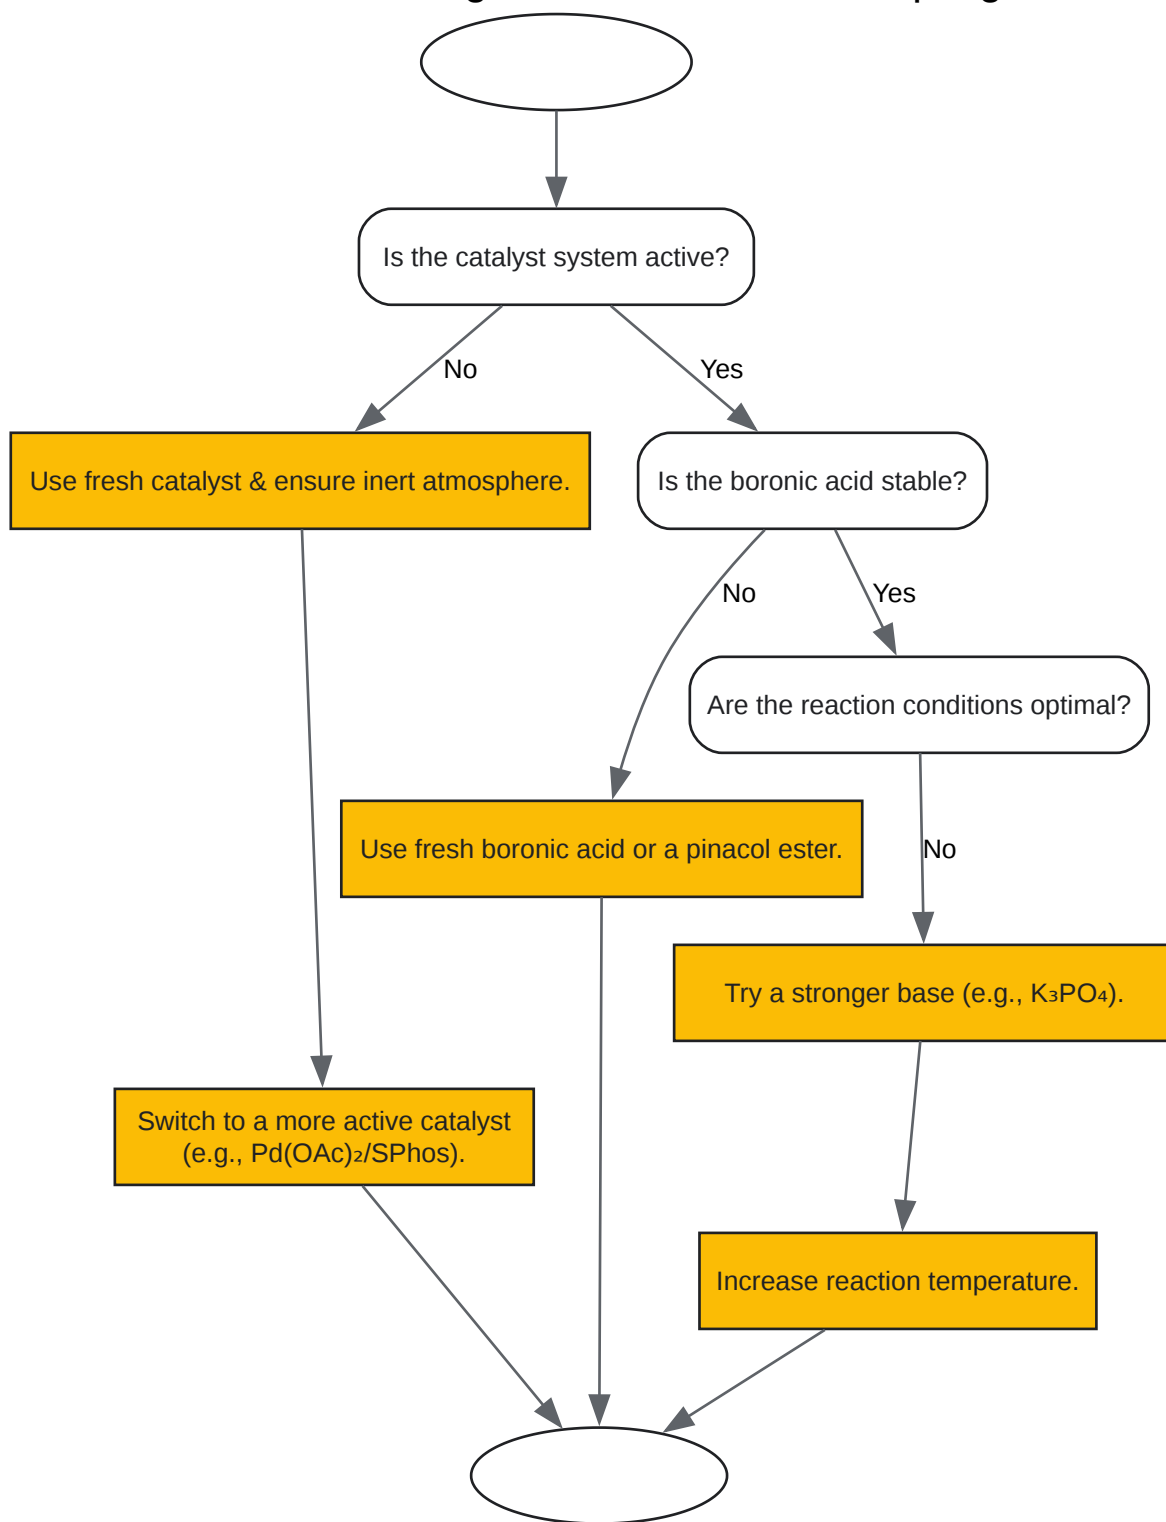 Is the catalyst system active?
No
Yes
Use fresh catalyst & ensure inert atmosphere.
Is the boronic acid stable?
No
Yes
Are the reaction conditions optimal?
Use fresh boronic acid or a pinacol ester.
No
Try a stronger base (e.g., K₃PO₄).
Switch to a more active catalyst
(e.g., Pd(OAc)₂/SPhos).
Increase reaction temperature.